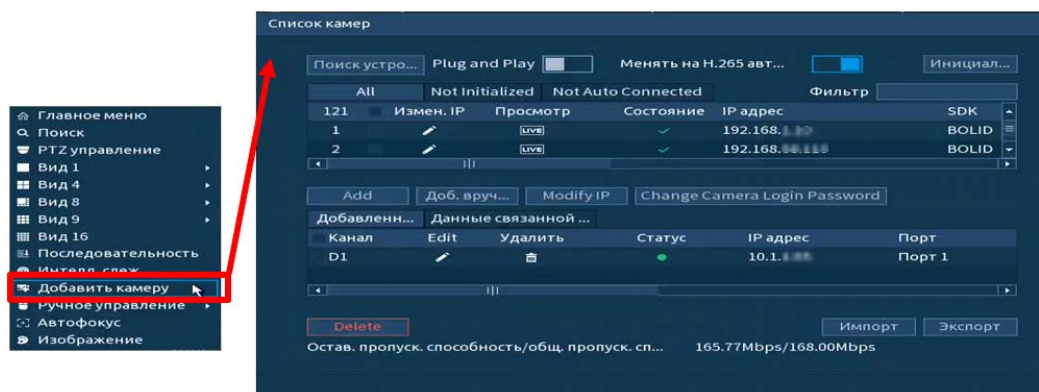 Главное меню
Поиск
PTZ управление
Вид 1
Вид 4
Вид 8
Вид 9
Вид 16
Последовательность
Интелл. слеж
Добавить камеру
Ручное управление
Автофокус
Изображение
Список камер
Поиск устро... Plug and Play Менять на H.265 авт... Инициал...
All Not Initialized Not Auto Connected Фильтр
121 Измен. IP Просмотр Состояние IP адрес SDK
1 LIVE 192.168. BOLID
2 LIVE 192.168. BOLID
Add Доб. вруч... Modify IP Change Camera Login Password
Добавленн... Данные связанной ...
Канал Edit Удалить Статус IP адрес Порт
D1 10.1. Порт 1
Delete Импорт Экспорт
Остав. пропуск. способность/общ. пропуск. сп... 165.77Mbps/168.00Mbps